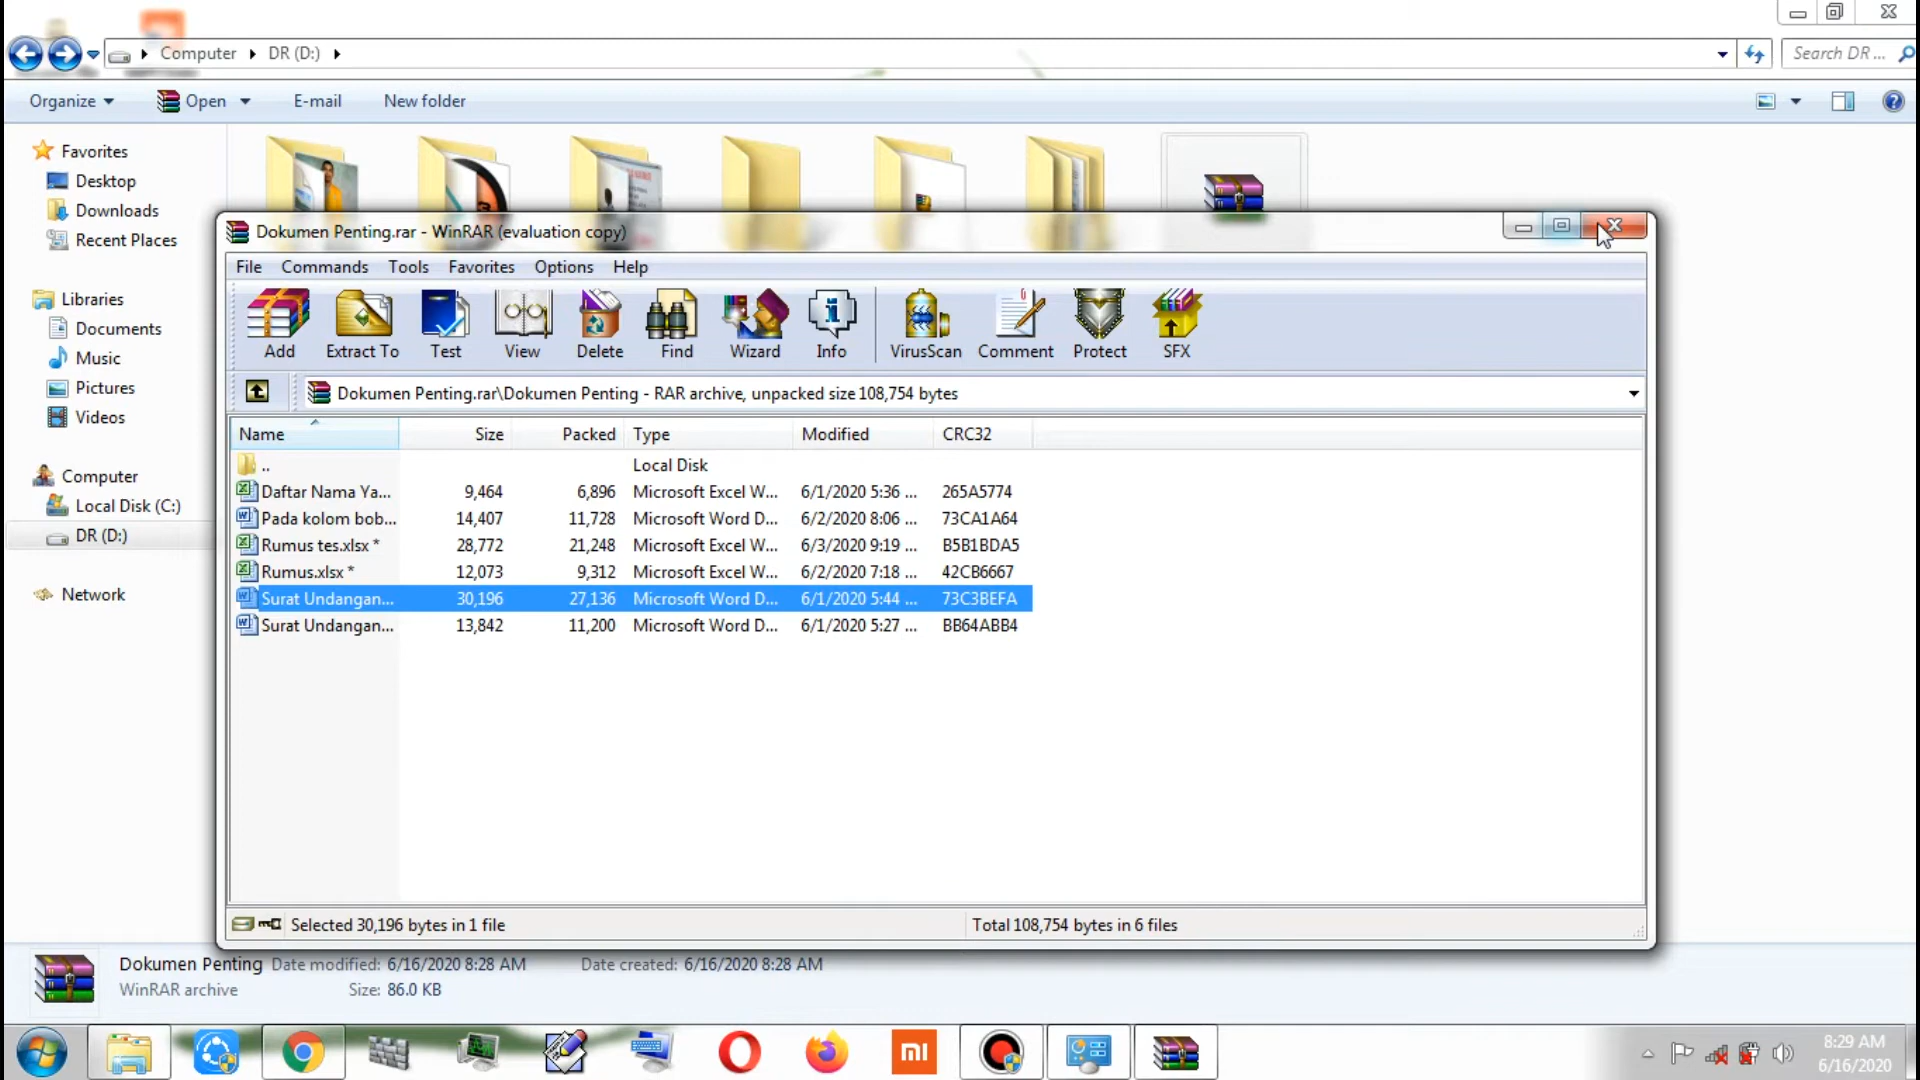 Computer DR (D:)
Search DR ...
Organize Open E-mail New folder
Favorites
Desktop
Downloads
Recent Places
Libraries
Documents
Music
Pictures
Videos
Computer
Local Disk (C:)
DR (D:)
Network
Dokumen Penting.rar - WinRAR (evaluation copy)
File Commands Tools Favorites Options Help
Add Extract To Test View Delete Find Wizard Info VirusScan Comment Protect SFX
Dokumen Penting.rar\Dokumen Penting - RAR archive, unpacked size 108,754 bytes
Name Size Packed Type Modified CRC32
.. Local Disk
Daftar Nama Ya... 9,464 6,896 Microsoft Excel W... 6/1/2020 5:36 ... 265A5774
Pada kolom bob... 14,407 11,728 Microsoft Word D... 6/2/2020 8:06 ... 73CA1A64
Rumus tes.xlsx * 28,772 21,248 Microsoft Excel W... 6/3/2020 9:19 ... B5B1BDA5
Rumus.xlsx * 12,073 9,312 Microsoft Excel W... 6/2/2020 7:18 ... 42CB6667
Surat Undangan... 30,196 27,136 Microsoft Word D... 6/1/2020 5:44 ... 73C3BEFA
Surat Undangan... 13,842 11,200 Microsoft Word D... 6/1/2020 5:27 ... BB64ABB4
Selected 30,196 bytes in 1 file Total 108,754 bytes in 6 files
Dokumen Penting Date modified: 6/16/2020 8:28 AM Date created: 6/16/2020 8:28 AM
WinRAR archive Size: 86.0 KB
mi
8:29 AM
6/16/2020